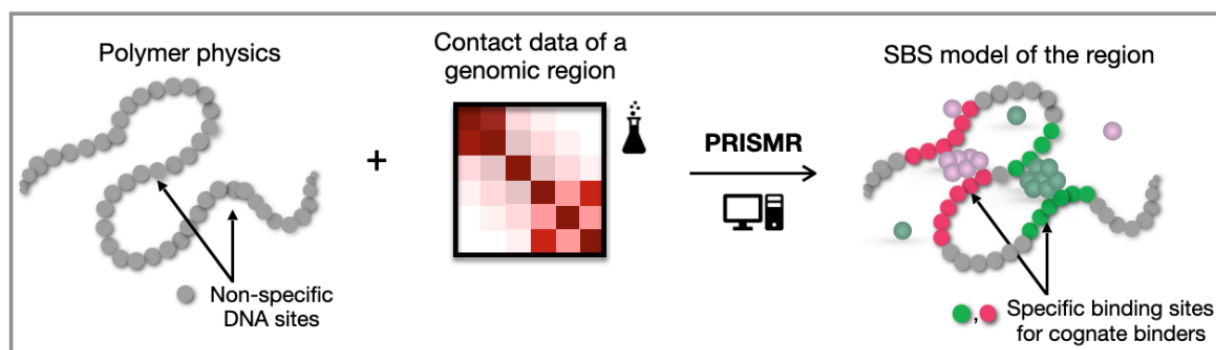 Polymer physics
Contact data of a
genomic region
SBS model of the region
+
PRISMR
Non-specific
DNA sites
,
Specific binding sites
for cognate binders